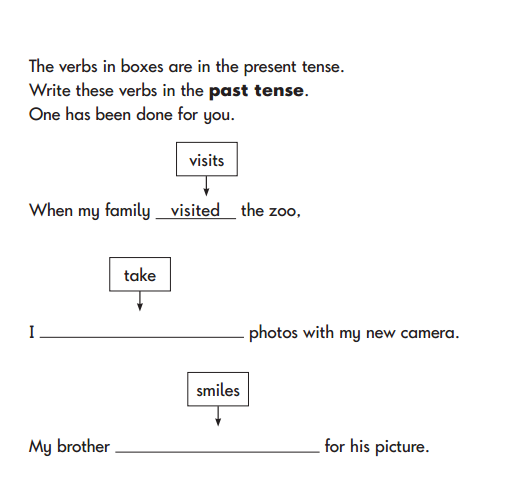 The verbs in boxes are in the present tense.
Write these verbs in the past tense.
One has been done for you.
visits
When my family visited the zoo,
take
I ____________________ photos with my new camera.
smiles
My brother ____________________ for his picture.